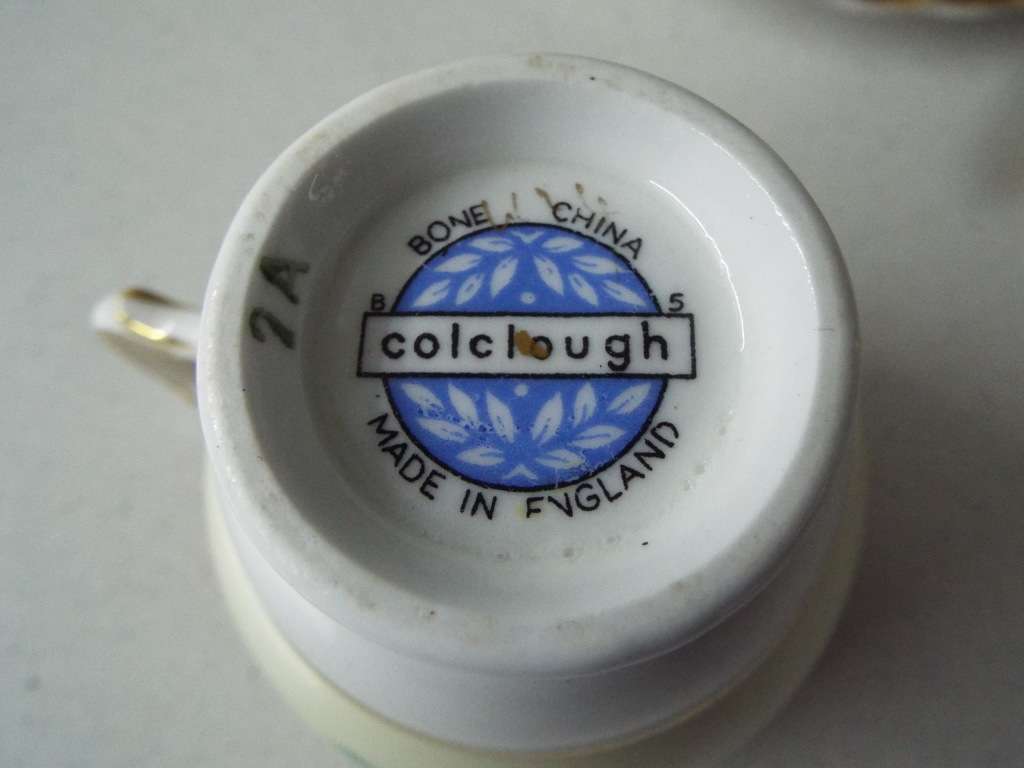 BONE CHINA
B 5
colclough
MADE IN ENGLAND
2A